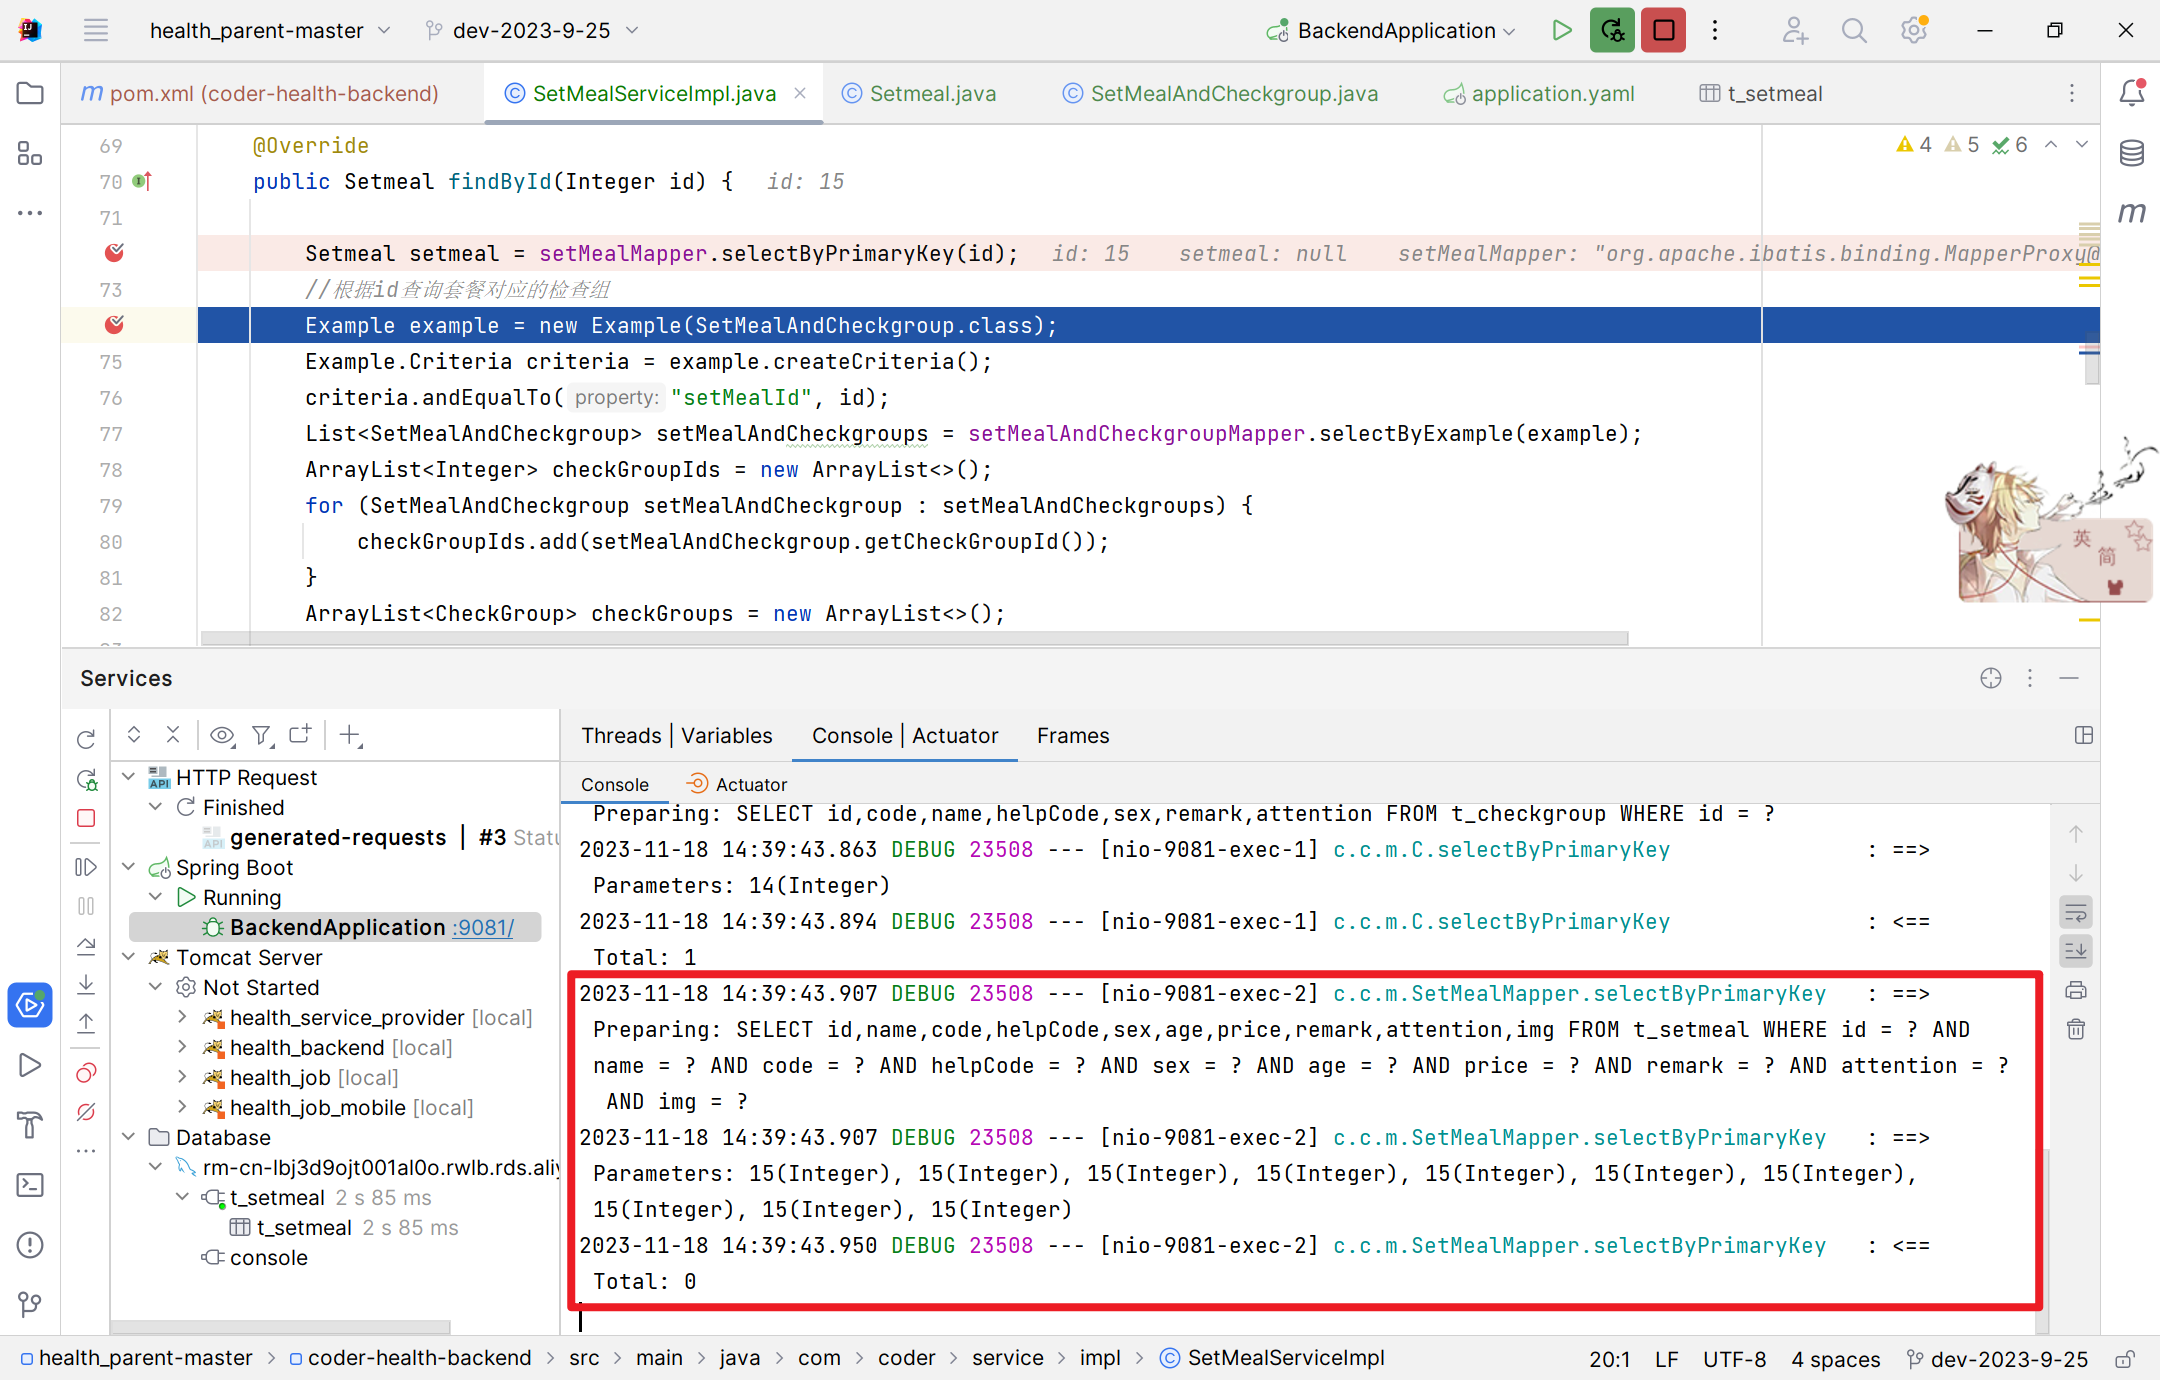 health_parent-master
dev-2023-9-25
BackendApplication
pom.xml (coder-health-backend)
SetMealServiceImpl.java
Setmeal.java
SetMealAndCheckgroup.java
application.yaml
t_setmeal
4 5 6
69 @Override
70 public Setmeal findById(Integer id) { id: 15
71
Setmeal setmeal = setMealMapper.selectByPrimaryKey(id); id: 15 setmeal: null setMealMapper: "org.apache.ibatis.binding.MapperProxy@
73 //根据id查询套餐对应的检查组
Example example = new Example(SetMealAndCheckgroup.class);
75 Example.Criteria criteria = example.createCriteria();
76 criteria.andEqualTo( property: "setMealId", id);
77 List<SetMealAndCheckgroup> setMealAndCheckgroups = setMealAndCheckgroupMapper.selectByExample(example);
78 ArrayList<Integer> checkGroupIds = new ArrayList<>();
79 for (SetMealAndCheckgroup setMealAndCheckgroup : setMealAndCheckgroups) {
80 checkGroupIds.add(setMealAndCheckgroup.getCheckGroupId());
81 }
82 ArrayList<CheckGroup> checkGroups = new ArrayList<>();
英
简
Services
Threads | Variables
Console | Actuator
Frames
Console
Actuator
HTTP Request
Finished
generated-requests | #3 Statu
Spring Boot
Running
BackendApplication :9081/
Tomcat Server
Not Started
health_service_provider [local]
health_backend [local]
health_job [local]
health_job_mobile [local]
Database
rm-cn-lbj3d9ojt001al0o.rwlb.rds.aliy
t_setmeal 2 s 85 ms
t_setmeal 2 s 85 ms
console
Preparing: SELECT id,code,name,helpCode,sex,remark,attention FROM t_checkgroup WHERE id = ?
2023-11-18 14:39:43.863 DEBUG 23508 --- [nio-9081-exec-1] c.c.m.C.selectByPrimaryKey : ==>
Parameters: 14(Integer)
2023-11-18 14:39:43.894 DEBUG 23508 --- [nio-9081-exec-1] c.c.m.C.selectByPrimaryKey : <==
Total: 1
2023-11-18 14:39:43.907 DEBUG 23508 --- [nio-9081-exec-2] c.c.m.SetMealMapper.selectByPrimaryKey : ==>
Preparing: SELECT id,name,code,helpCode,sex,age,price,remark,attention,img FROM t_setmeal WHERE id = ? AND
name = ? AND code = ? AND helpCode = ? AND sex = ? AND age = ? AND price = ? AND remark = ? AND attention = ?
AND img = ?
2023-11-18 14:39:43.907 DEBUG 23508 --- [nio-9081-exec-2] c.c.m.SetMealMapper.selectByPrimaryKey : ==>
Parameters: 15(Integer), 15(Integer), 15(Integer), 15(Integer), 15(Integer), 15(Integer), 15(Integer),
15(Integer), 15(Integer), 15(Integer)
2023-11-18 14:39:43.950 DEBUG 23508 --- [nio-9081-exec-2] c.c.m.SetMealMapper.selectByPrimaryKey : <==
Total: 0
health_parent-master > coder-health-backend > src > main > java > com > coder > service > impl > SetMealServiceImpl
20:1 LF UTF-8 4 spaces dev-2023-9-25